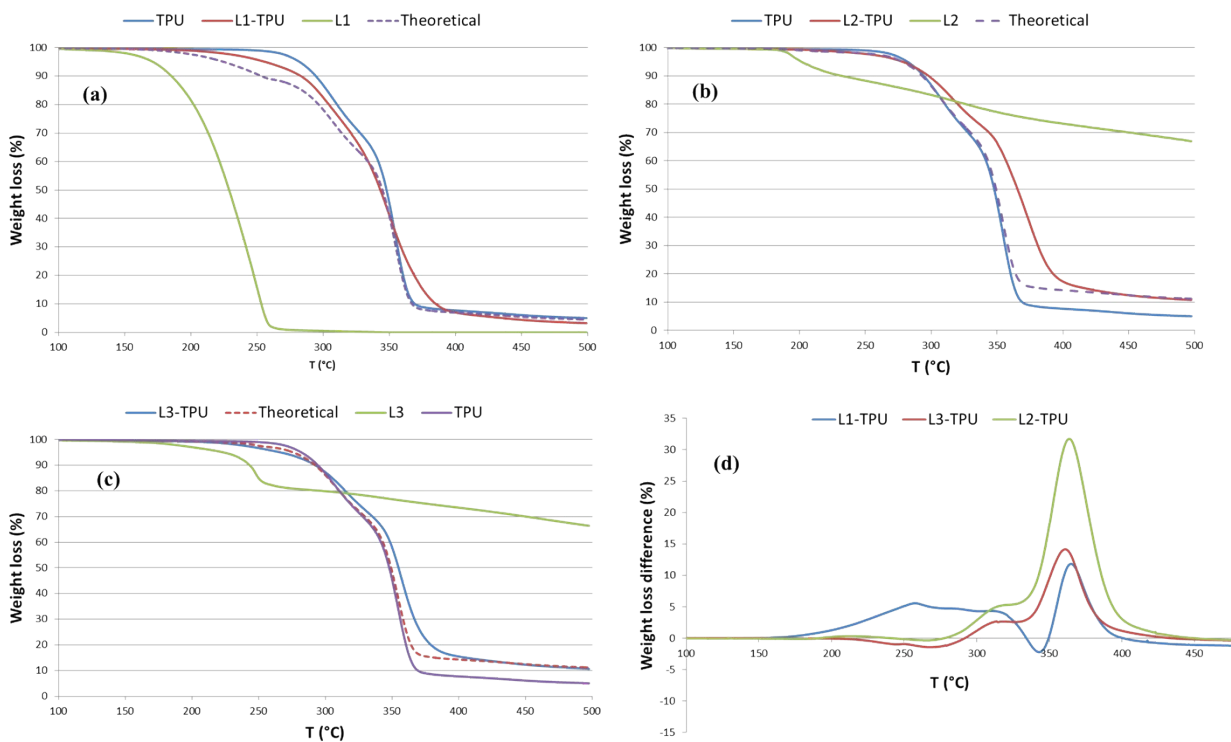 TPU L1-TPU L1 Theoretical
Weight loss (%)
100
90
80
70
60
50
40
30
20
10
0
(a)
100 150 200 250 300 350 400 450 500
T (°C)
TPU L2-TPU L2 Theoretical
Weight loss (%)
100
90
80
70
60
50
40
30
20
10
0
(b)
100 150 200 250 300 350 400 450 500
T (°C)
L3-TPU Theoretical L3 TPU
Weight loss (%)
100
90
80
70
60
50
40
30
20
10
0
(c)
100 150 200 250 300 350 400 450 500
T (°C)
L1-TPU L3-TPU L2-TPU
Weight loss difference (%)
35
30
25
20
15
10
5
0
-5
-10
-15
(d)
100 150 200 250 300 350 400 450
T (°C)